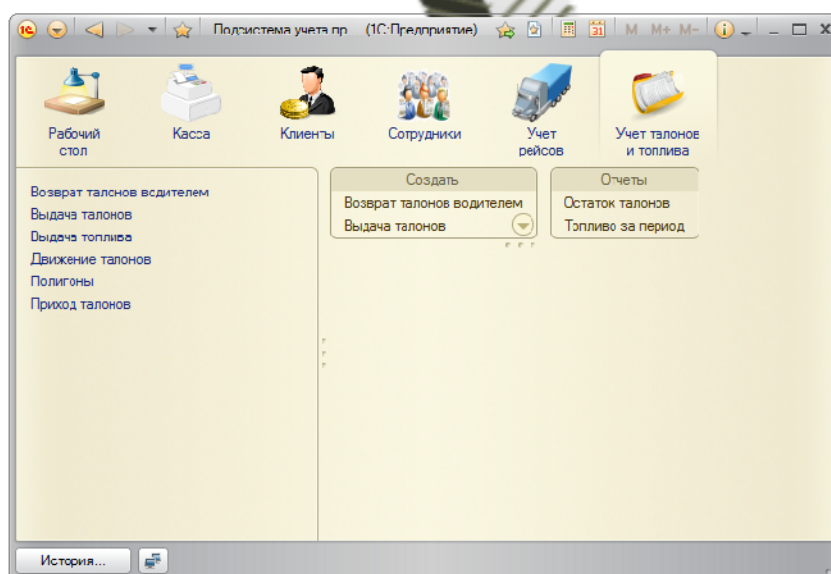 Подсистема учета пр (1С:Предприятие) 31 M M+ M-
Рабочий
стол
Касса
Клиенты
Сотрудники
Учет
рейсов
Учет талонов
и топлива
Возврат талонов водителем
Выдача талонов
Выдача топлива
Движение талонов
Полигоны
Приход талонов
Создать
Возврат талонов водителем
Выдача талонов
Отчеты
Остаток талонов
Топливо за период
История...